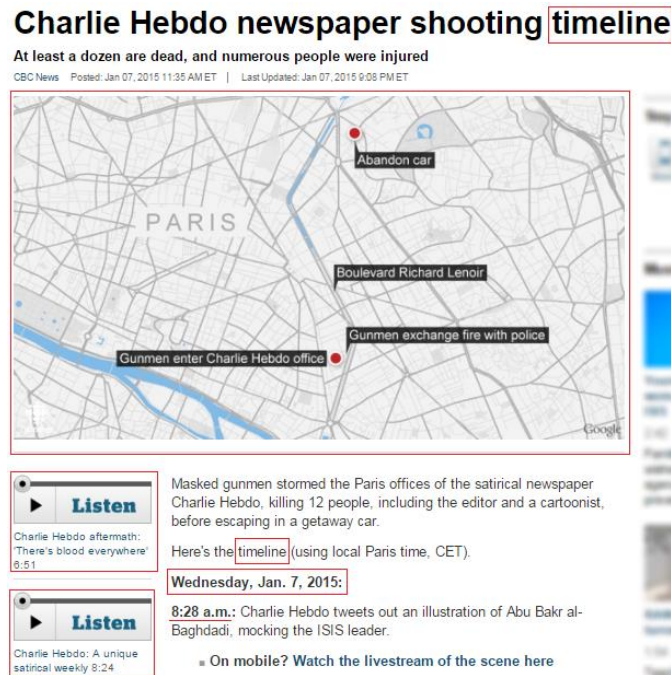 Charlie Hebdo newspaper shooting timeline
At least a dozen are dead, and numerous people were injured
CBC News Posted: Jan 07, 2015 11:35 AM ET | Last Updated: Jan 07, 2015 9:08 PM ET
Abandon car
PARIS
Boulevard Richard Lenoir
Gunmen exchange fire with police
Gunmen enter Charlie Hebdo office
Google
Listen
Charlie Hebdo aftermath:
'There's blood everywhere'
6:51
Listen
Charlie Hebdo: A unique
satirical weekly 8:24
Masked gunmen stormed the Paris offices of the satirical newspaper
Charlie Hebdo, killing 12 people, including the editor and a cartoonist,
before escaping in a getaway car.
Here's the timeline (using local Paris time, CET).
Wednesday, Jan. 7, 2015:
8:28 a.m.: Charlie Hebdo tweets out an illustration of Abu Bakr al-
Baghdadi, mocking the ISIS leader.
On mobile? Watch the livestream of the scene here